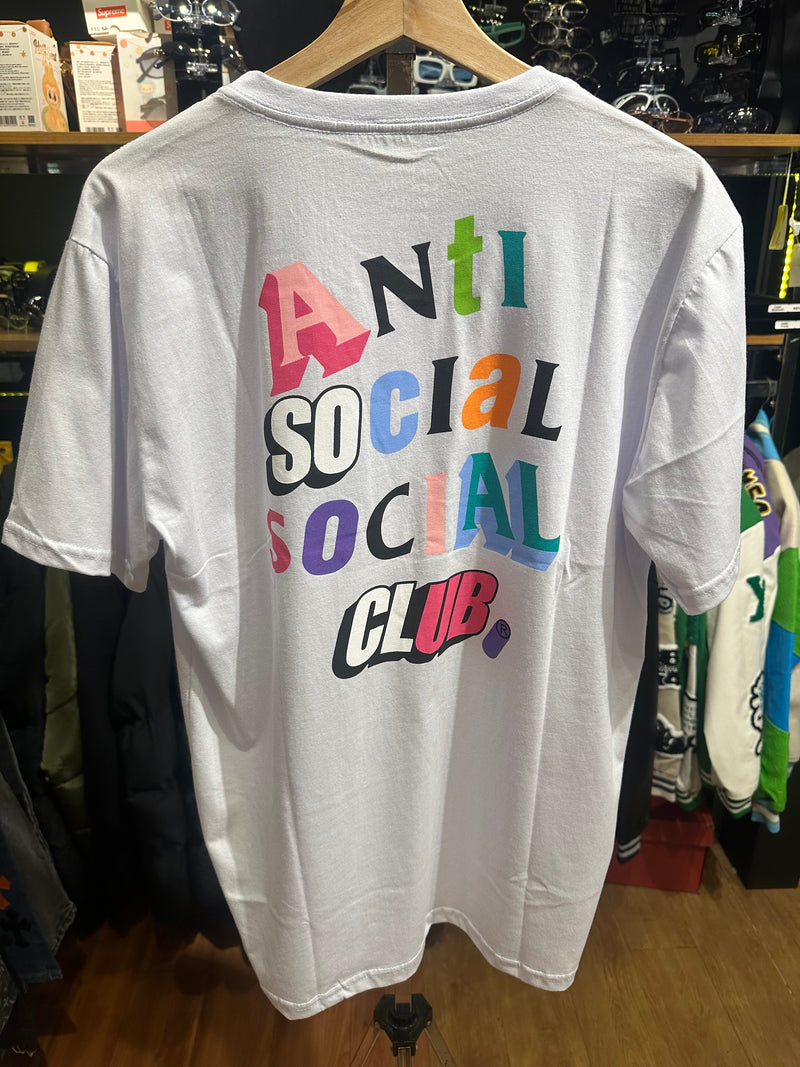 Supreme
ANtI
SOCIaL
SOCIAL
CLUB.
®